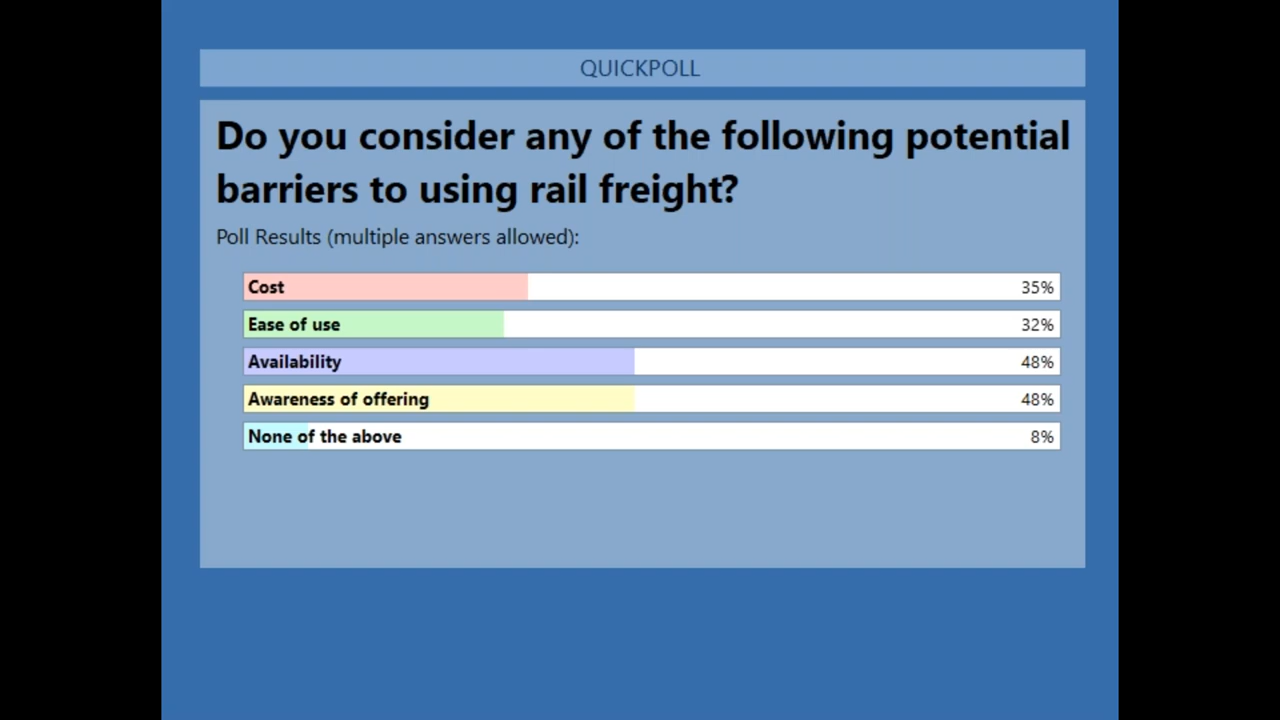 QUICKPOLL
Do you consider any of the following potential
barriers to using rail freight?
Poll Results (multiple answers allowed):
Cost 35%
Ease of use 32%
Availability 48%
Awareness of offering 48%
None of the above 8%